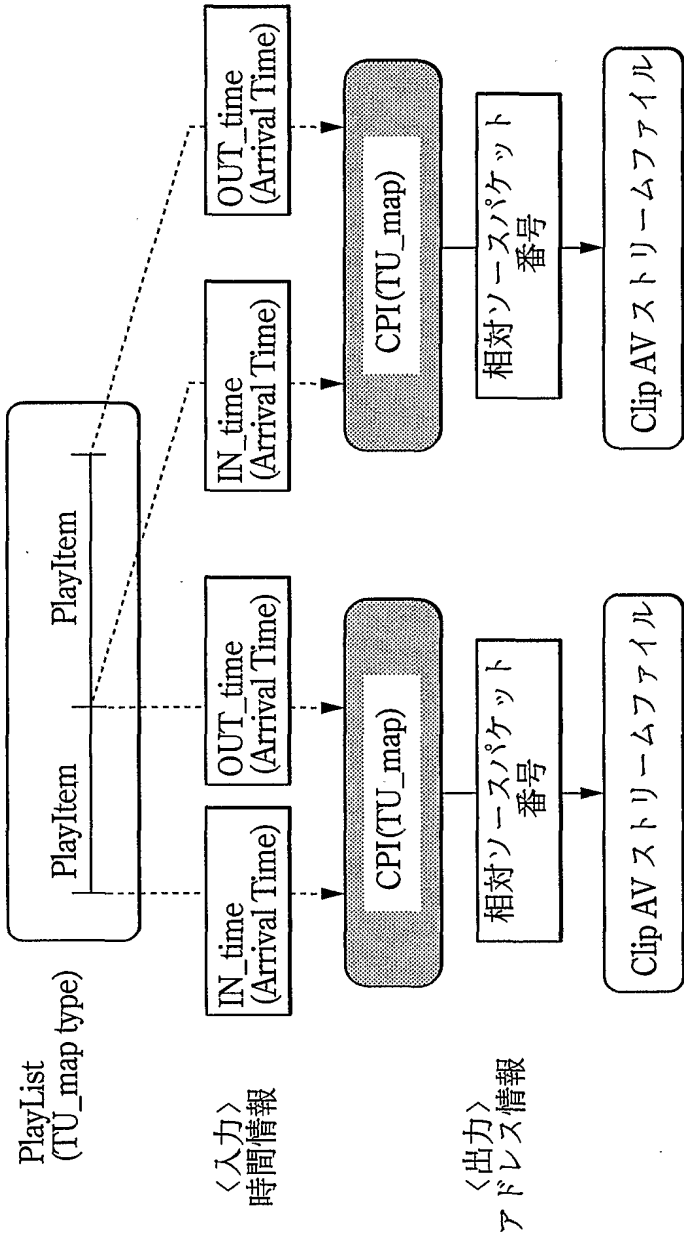 PlayList
(TU_map type)
PlayItem
PlayItem
〈入力〉
時間情報
IN_time
(Arrival Time)
OUT_time
(Arrival Time)
IN_time
(Arrival Time)
OUT_time
(Arrival Time)
CPI(TU_map)
CPI(TU_map)
〈出力〉
アドレス情報
相対ソースパケット
番号
相対ソースパケット
番号
Clip AV ストリームファイル
Clip AV ストリームファイル